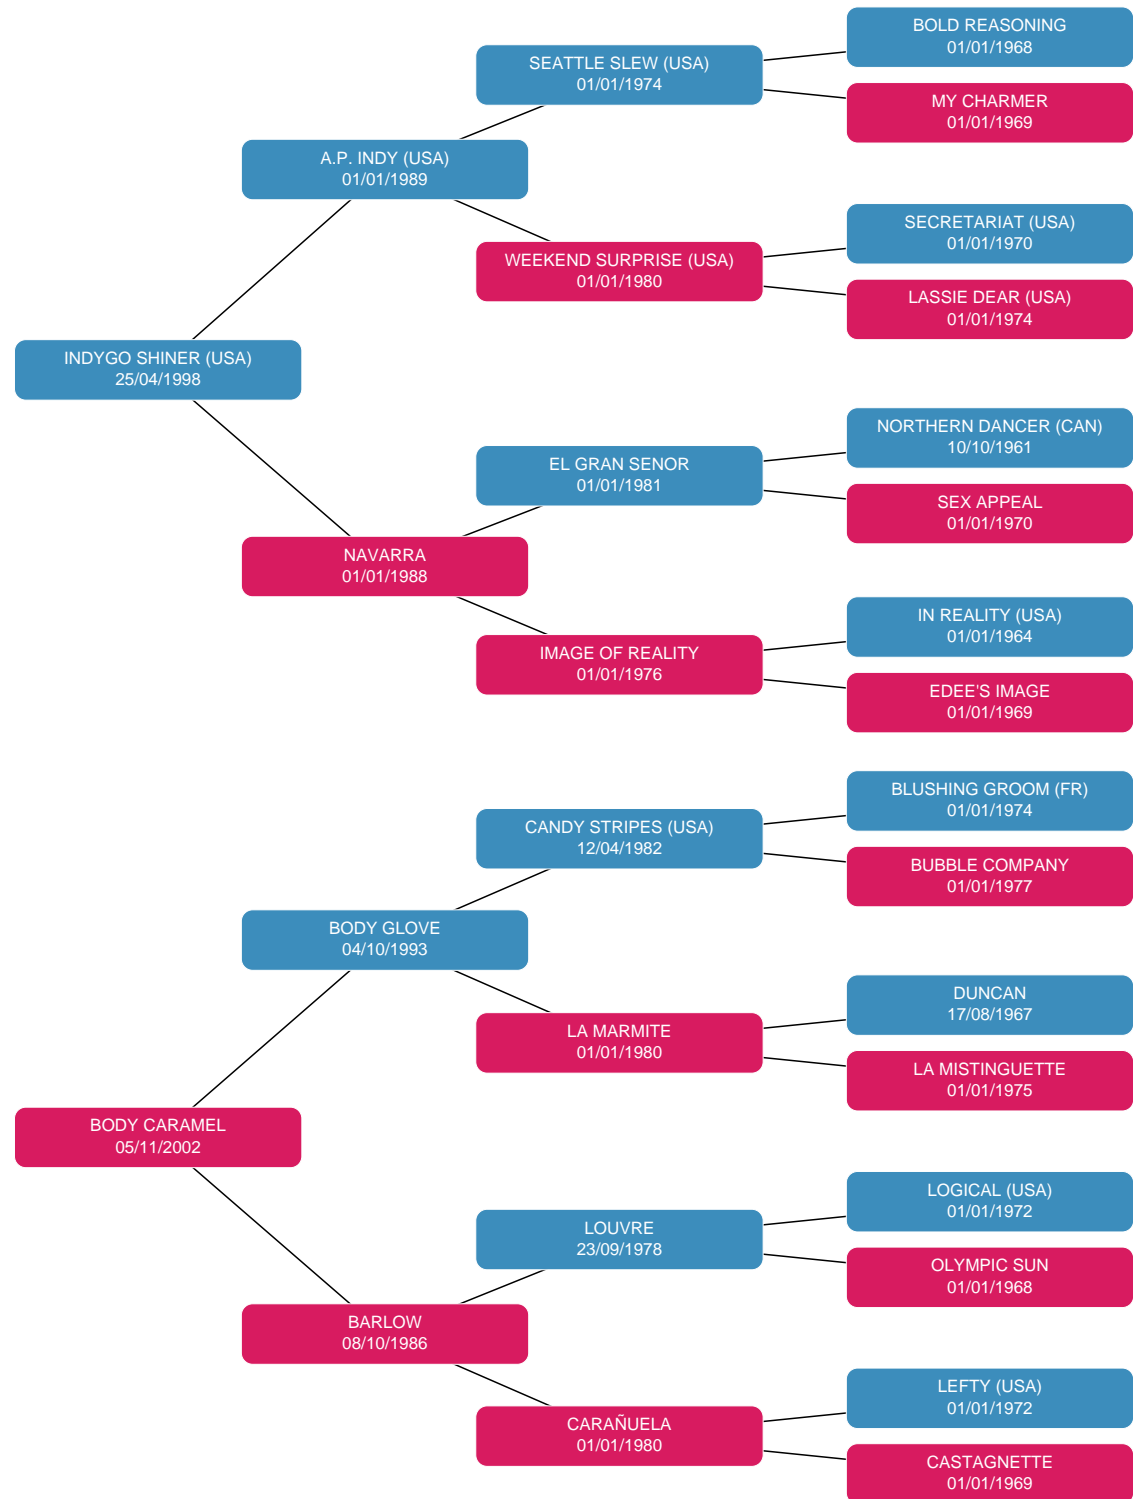 BOLD REASONING
01/01/1968
SEATTLE SLEW (USA)
01/01/1974
MY CHARMER
01/01/1969
A.P. INDY (USA)
01/01/1989
SECRETARIAT (USA)
01/01/1970
WEEKEND SURPRISE (USA)
01/01/1980
LASSIE DEAR (USA)
01/01/1974
INDYGO SHINER (USA)
25/04/1998
NORTHERN DANCER (CAN)
10/10/1961
EL GRAN SENOR
01/01/1981
SEX APPEAL
01/01/1970
NAVARRA
01/01/1988
IN REALITY (USA)
01/01/1964
IMAGE OF REALITY
01/01/1976
EDEE'S IMAGE
01/01/1969
BLUSHING GROOM (FR)
01/01/1974
CANDY STRIPES (USA)
12/04/1982
BUBBLE COMPANY
01/01/1977
BODY GLOVE
04/10/1993
DUNCAN
17/08/1967
LA MARMITE
01/01/1980
LA MISTINGUETTE
01/01/1975
BODY CARAMEL
05/11/2002
LOGICAL (USA)
01/01/1972
LOUVRE
23/09/1978
OLYMPIC SUN
01/01/1968
BARLOW
08/10/1986
LEFTY (USA)
01/01/1972
CARAÑUELA
01/01/1980
CASTAGNETTE
01/01/1969